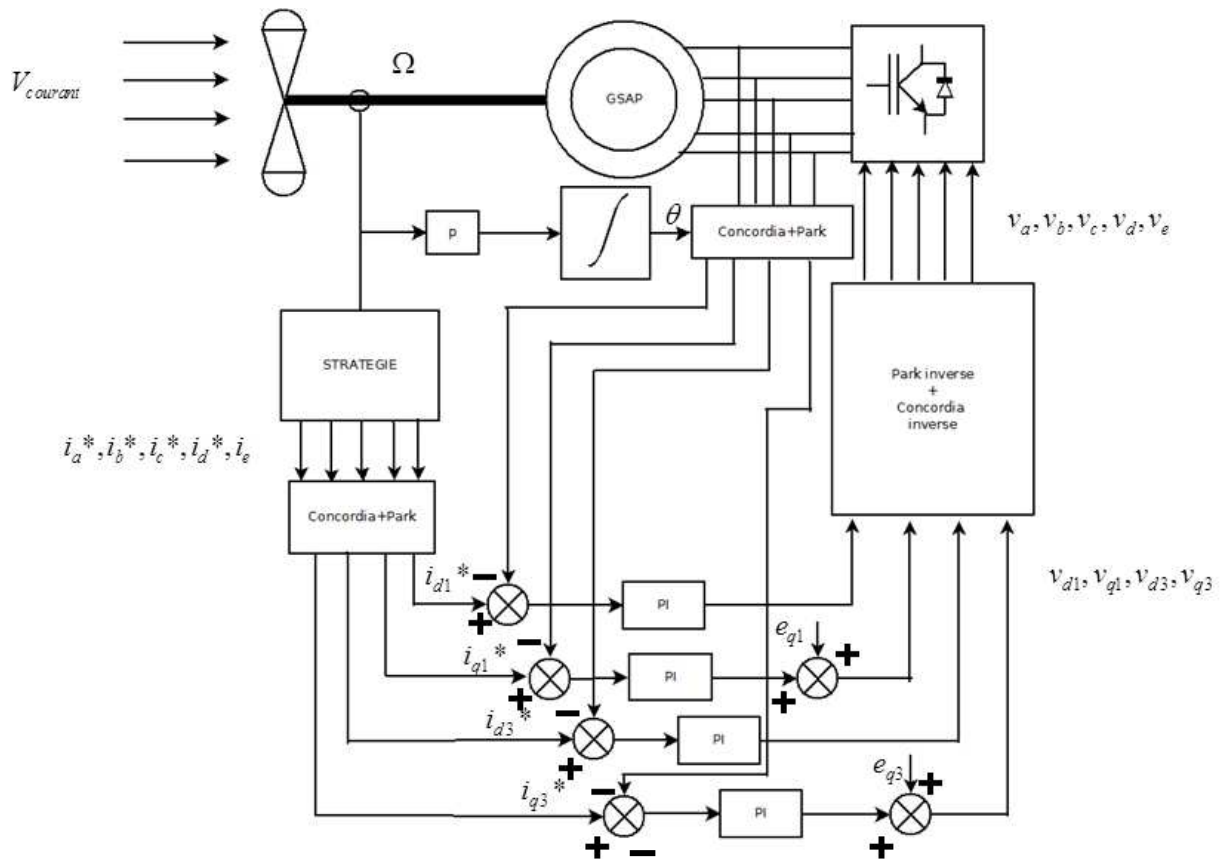 V_courant
Ω
GSAP
p
θ
Concordia+Park
v_a, v_b, v_c, v_d, v_e
STRATEGIE
Park inverse
+
Concordia
inverse
i_a*, i_b*, i_c*, i_d*, i_e
Concordia+Park
i_d1*
−
+
PI
v_d1, v_q1, v_d3, v_q3
i_q1*
−
+
PI
e_q1
+
+
i_d3*
−
+
PI
e_q3
+
+
i_q3*
−
+
−
PI